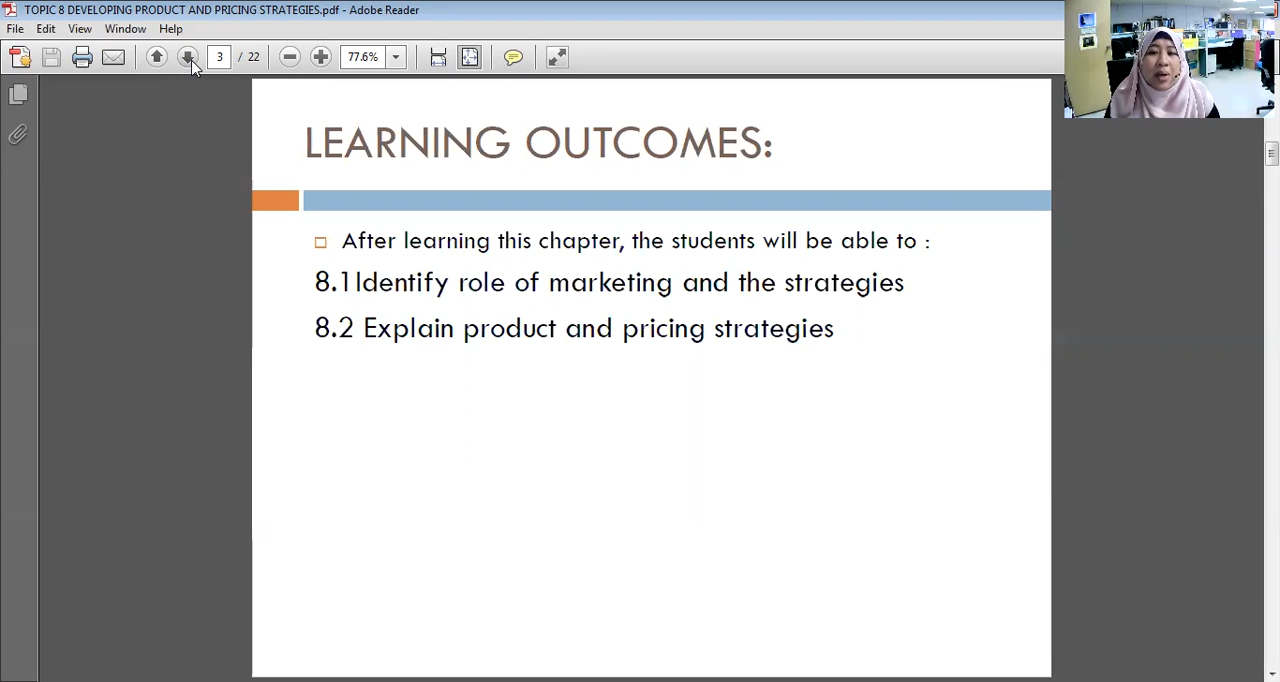 TOPIC 8 DEVELOPING PRODUCT AND PRICING STRATEGIES.pdf - Adobe Reader
File Edit View Window Help
3 / 22 77.6%
LEARNING OUTCOMES:
After learning this chapter, the students will be able to :
8.1Identify role of marketing and the strategies
8.2 Explain product and pricing strategies